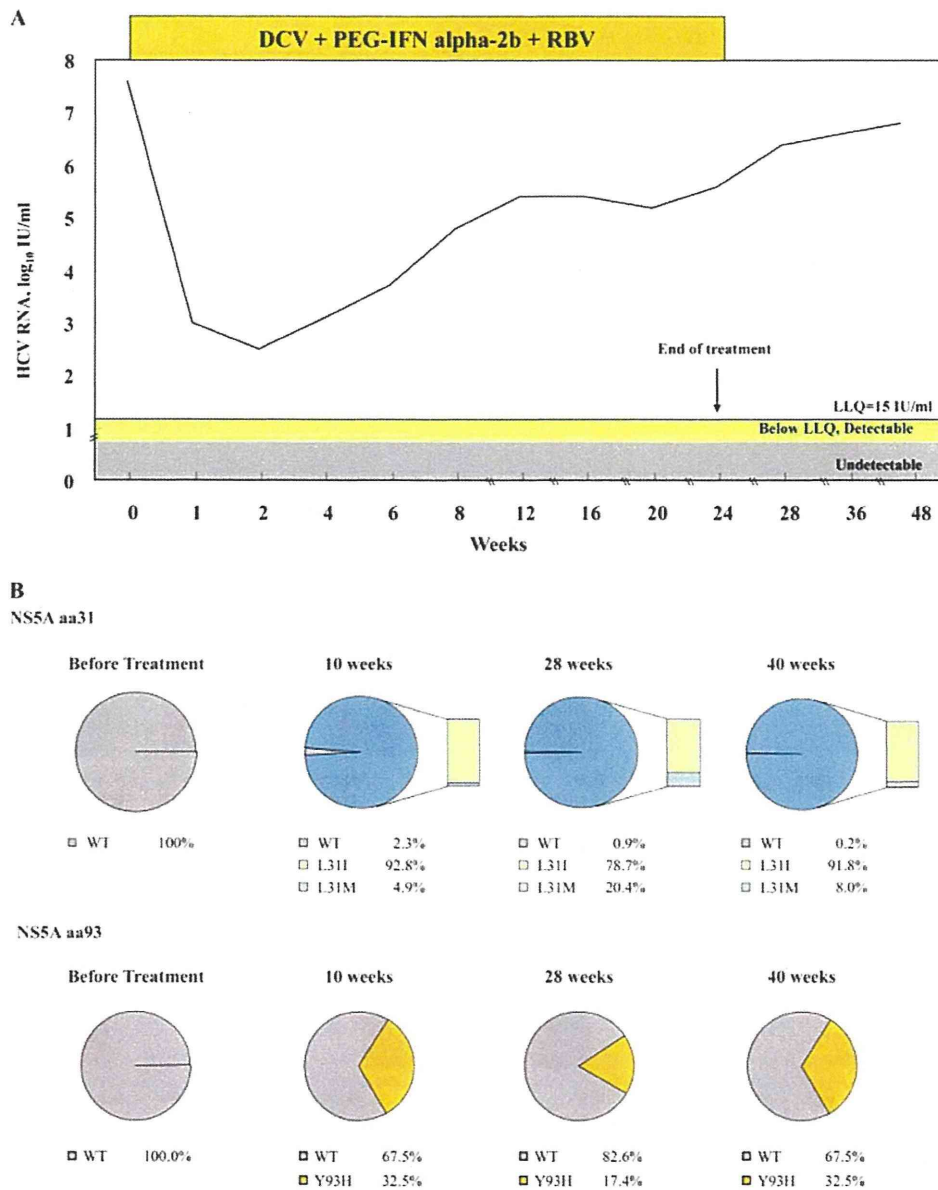 A
DCV + PEG-IFN alpha-2b + RBV
HCV RNA, log10 IU/ml
8
7
6
5
4
3
2
1
0
End of treatment
LLQ=15 IU/ml
Below LLQ, Detectable
Undetectable
0 1 2 4 6 8 12 16 20 24 28 36 48
Weeks
B
NS5A aa31
Before Treatment 10 weeks 28 weeks 40 weeks
WT 100% WT 2.3% WT 0.9% WT 0.2%
L31I 92.8% L31I 78.7% L31I 91.8%
L31M 4.9% L31M 20.4% L31M 8.0%
NS5A aa93
Before Treatment 10 weeks 28 weeks 40 weeks
WT 100.0% WT 67.5% WT 82.6% WT 67.5%
Y93H 32.5% Y93H 17.4% Y93H 32.5%